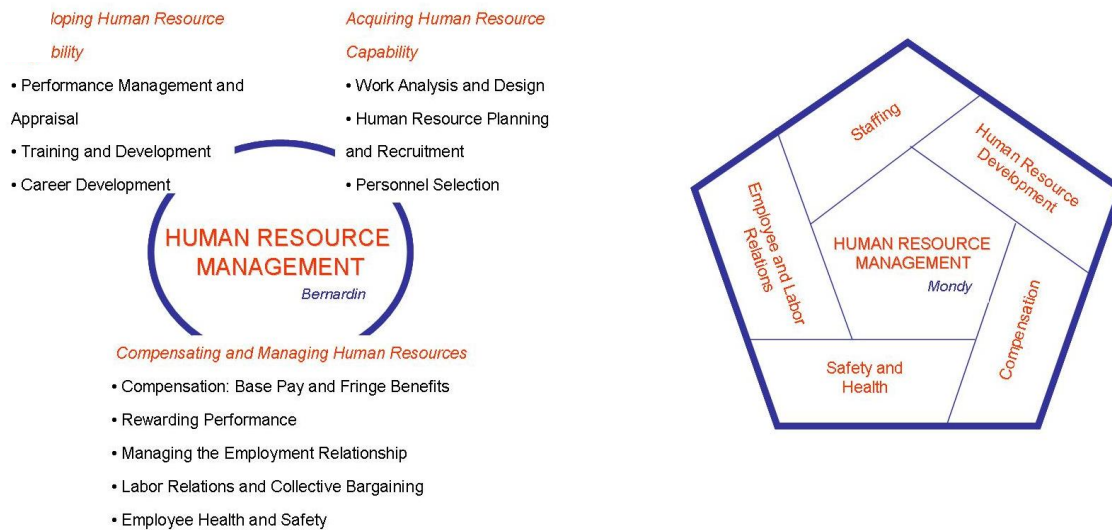 loping Human Resource
bility
• Performance Management and
Appraisal
• Training and Development
• Career Development
Acquiring Human Resource
Capability
• Work Analysis and Design
• Human Resource Planning
and Recruitment
• Personnel Selection
HUMAN RESOURCE
MANAGEMENT
Bernardin
Compensating and Managing Human Resources
• Compensation: Base Pay and Fringe Benefits
• Rewarding Performance
• Managing the Employment Relationship
• Labor Relations and Collective Bargaining
• Employee Health and Safety
Staffing
Human Resource
Development
Employee and Labor
Relations
HUMAN RESOURCE
MANAGEMENT
Mondy
Compensation
Safety and
Health